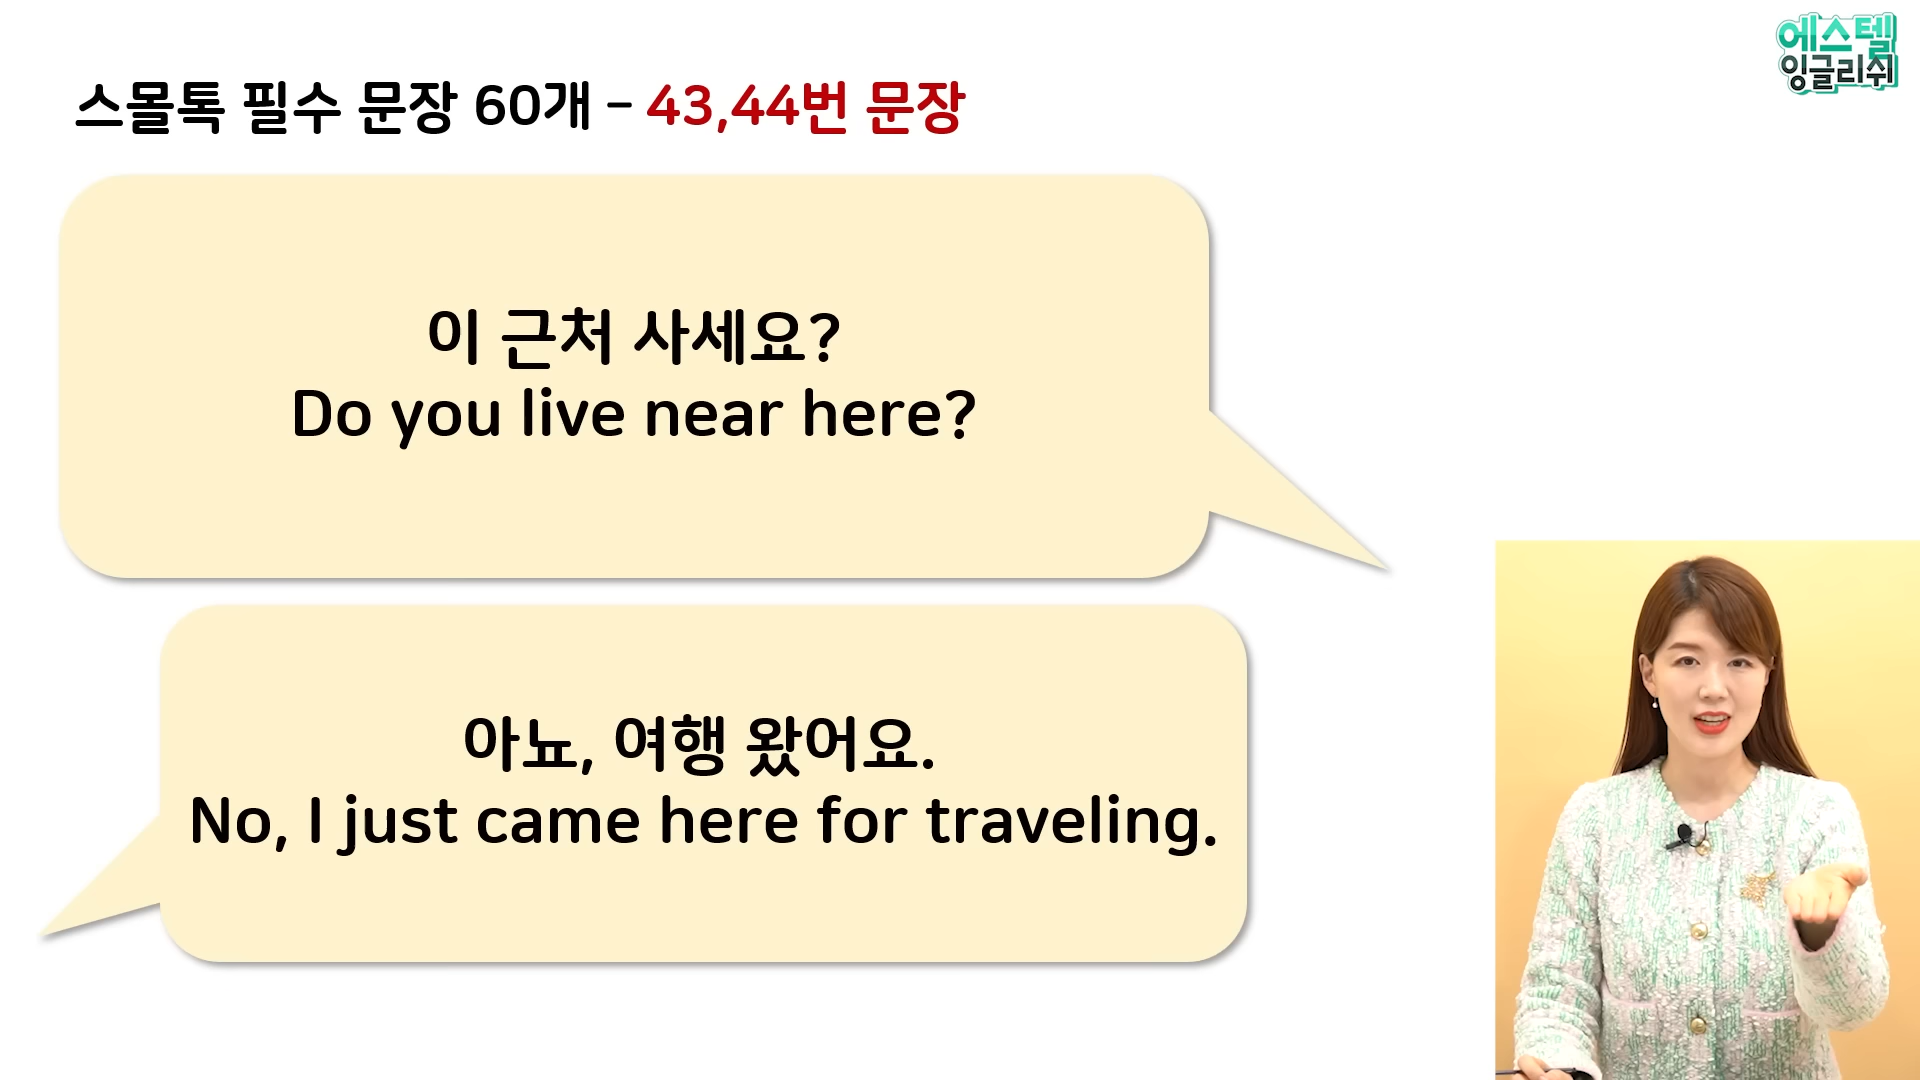 에스텔
잉글리쉬
스몰톡 필수 문장 60개 – 43,44번 문장
이 근처 사세요?
Do you live near here?
아뇨, 여행 왔어요.
No, I just came here for traveling.